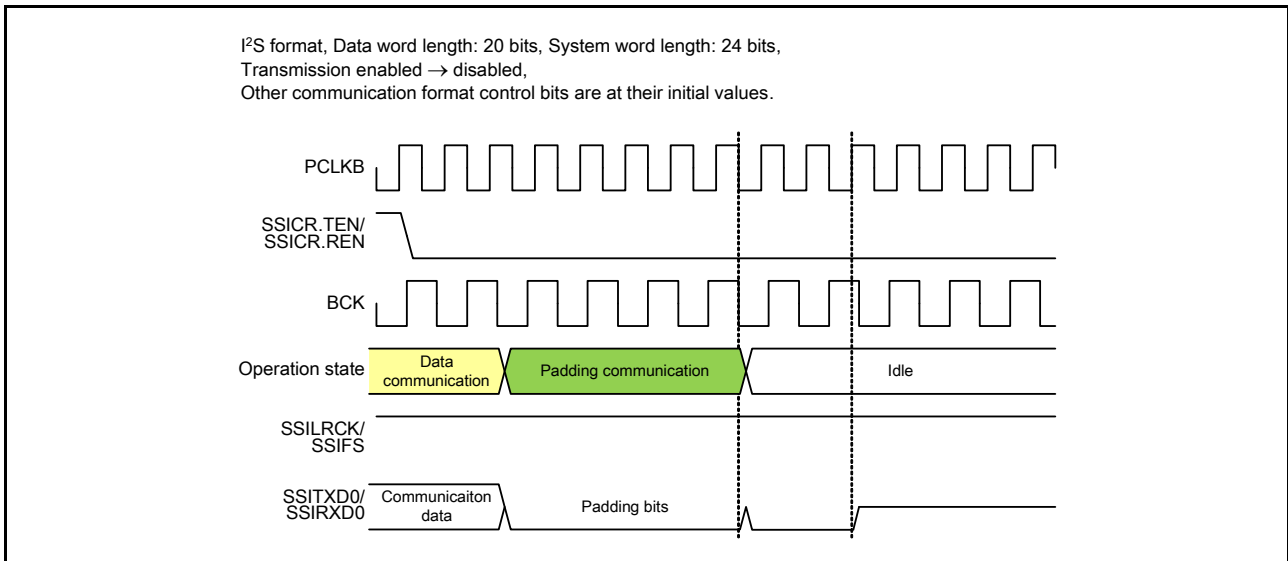 I²S format, Data word length: 20 bits, System word length: 24 bits,
Transmission enabled → disabled,
Other communication format control bits are at their initial values.
PCLKB
SSICR.TEN/
SSICR.REN
BCK
Operation state
Data
communication
Padding communication
Idle
SSILRCK/
SSIFS
SSITXD0/
SSIRXD0
Communicaiton
data
Padding bits